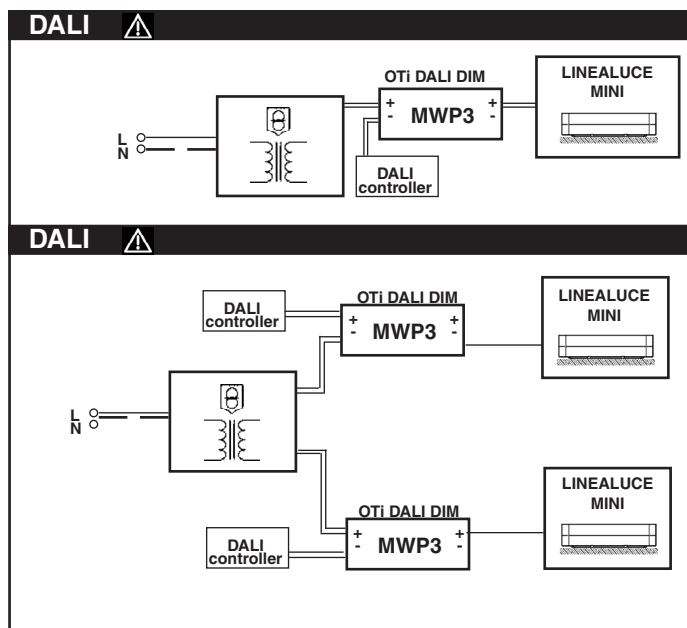 DALI
OTi DALI DIM
+ +
- -
MWP3
LINEALUCE
MINI
L
N
DALI
controller
DALI
OTi DALI DIM
+ +
- -
MWP3
LINEALUCE
MINI
DALI
controller
L
N
OTi DALI DIM
+ +
- -
MWP3
LINEALUCE
MINI
DALI
controller